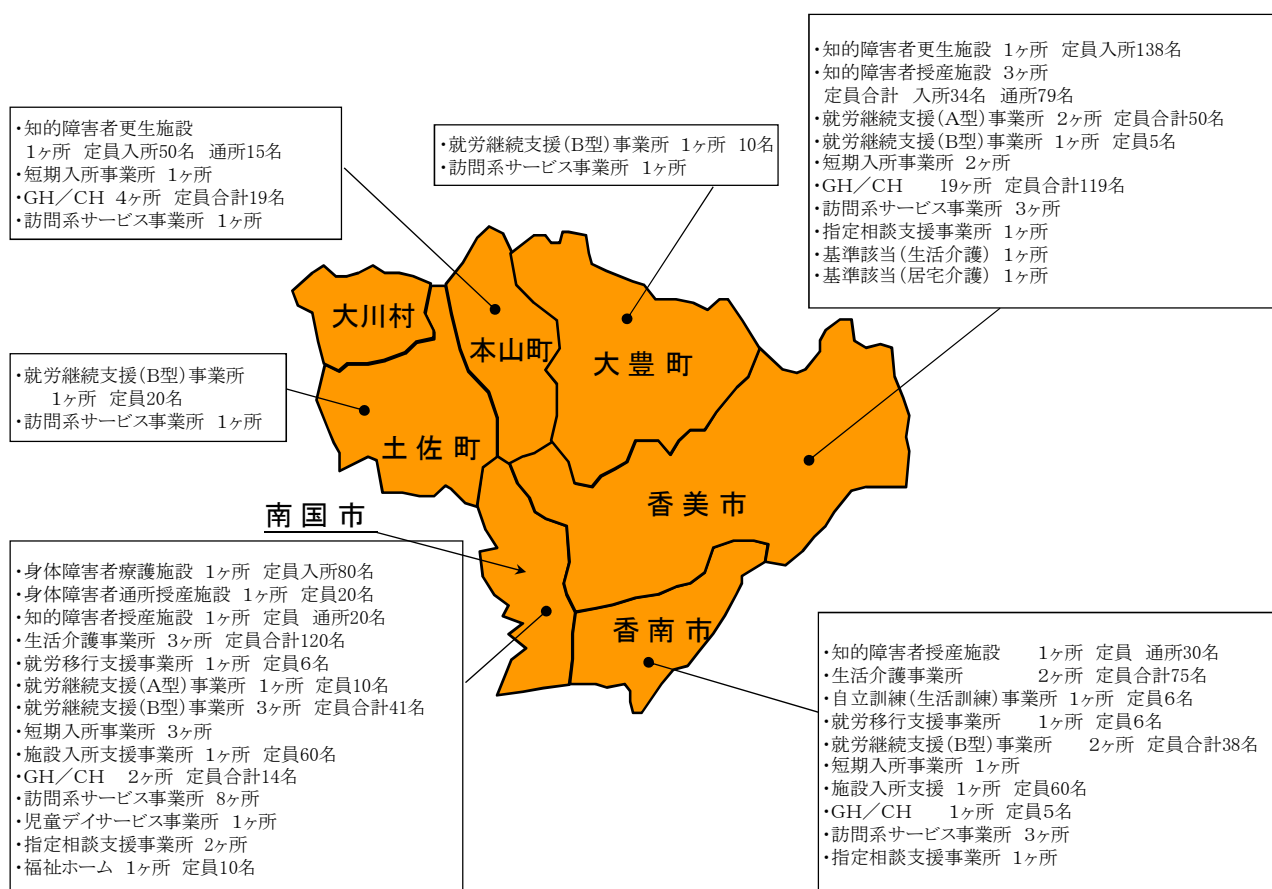 ・知的障害者更生施設 1ヶ所 定員入所138名
・知的障害者授産施設 3ヶ所
定員合計 入所34名 通所79名
・就労継続支援(A型)事業所 2ヶ所 定員合計50名
・就労継続支援(B型)事業所 1ヶ所 定員5名
・短期入所事業所 2ヶ所
・GH/CH 19ヶ所 定員合計119名
・訪問系サービス事業所 3ヶ所
・指定相談支援事業所 1ヶ所
・基準該当(生活介護) 1ヶ所
・基準該当(居宅介護) 1ヶ所
・知的障害者更生施設
1ヶ所 定員入所50名 通所15名
・短期入所事業所 1ヶ所
・GH/CH 4ヶ所 定員合計19名
・訪問系サービス事業所 1ヶ所
・就労継続支援(B型)事業所 1ヶ所 10名
・訪問系サービス事業所 1ヶ所
大川村
本山町
大豊町
・就労継続支援(B型)事業所
1ヶ所 定員20名
・訪問系サービス事業所 1ヶ所
土佐町
香美市
南国市
香南市
・身体障害者療護施設 1ヶ所 定員入所80名
・身体障害者通所授産施設 1ヶ所 定員20名
・知的障害者授産施設 1ヶ所 定員 通所20名
・生活介護事業所 3ヶ所 定員合計120名
・就労移行支援事業所 1ヶ所 定員6名
・就労継続支援(A型)事業所 1ヶ所 定員10名
・就労継続支援(B型)事業所 3ヶ所 定員合計41名
・短期入所事業所 3ヶ所
・施設入所支援事業所 1ヶ所 定員60名
・GH/CH 2ヶ所 定員合計14名
・訪問系サービス事業所 8ヶ所
・児童デイサービス事業所 1ヶ所
・指定相談支援事業所 2ヶ所
・福祉ホーム 1ヶ所 定員10名
・知的障害者授産施設 1ヶ所 定員 通所30名
・生活介護事業所 2ヶ所 定員合計75名
・自立訓練(生活訓練)事業所 1ヶ所 定員6名
・就労移行支援事業所 1ヶ所 定員6名
・就労継続支援(B型)事業所 2ヶ所 定員合計38名
・短期入所事業所 1ヶ所
・施設入所支援 1ヶ所 定員60名
・GH/CH 1ヶ所 定員5名
・訪問系サービス事業所 3ヶ所
・指定相談支援事業所 1ヶ所